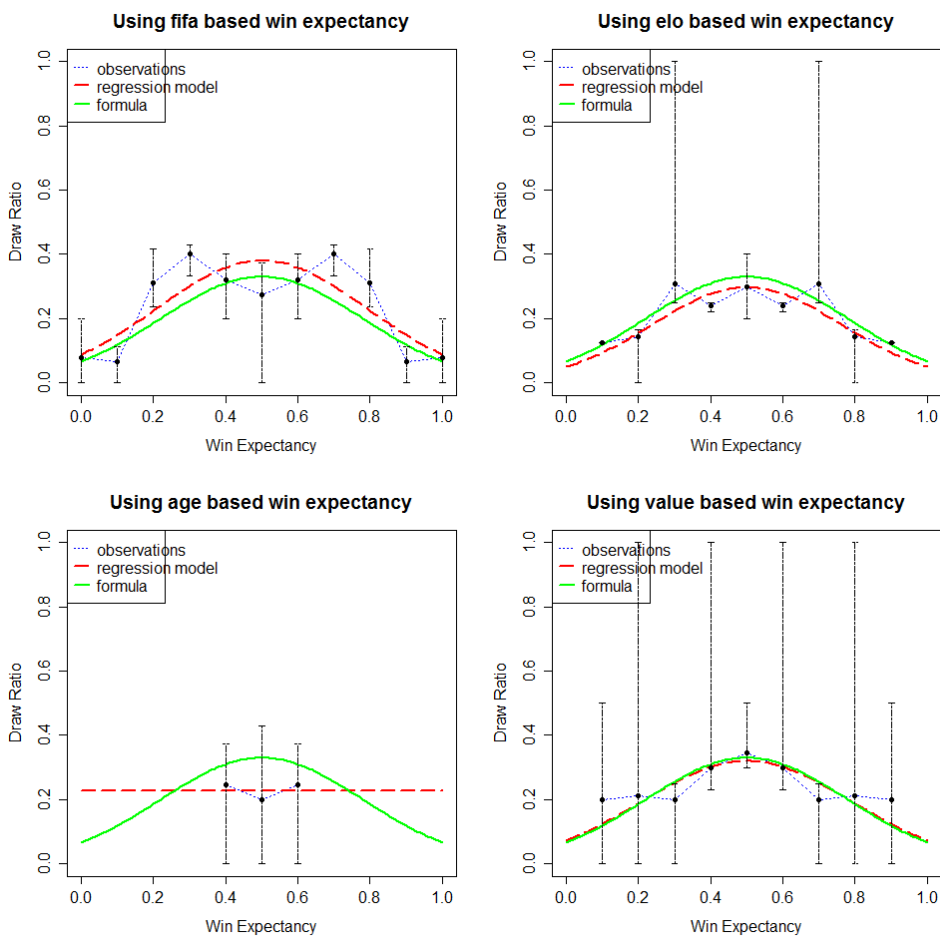 Using fifa based win expectancy
observations
regression model
formula
Draw Ratio
0.0 0.2 0.4 0.6 0.8 1.0
0.0 0.2 0.4 0.6 0.8 1.0
Win Expectancy
Using elo based win expectancy
observations
regression model
formula
Draw Ratio
0.0 0.2 0.4 0.6 0.8 1.0
0.0 0.2 0.4 0.6 0.8 1.0
Win Expectancy
Using age based win expectancy
observations
regression model
formula
Draw Ratio
0.0 0.2 0.4 0.6 0.8 1.0
0.0 0.2 0.4 0.6 0.8 1.0
Win Expectancy
Using value based win expectancy
observations
regression model
formula
Draw Ratio
0.0 0.2 0.4 0.6 0.8 1.0
0.0 0.2 0.4 0.6 0.8 1.0
Win Expectancy